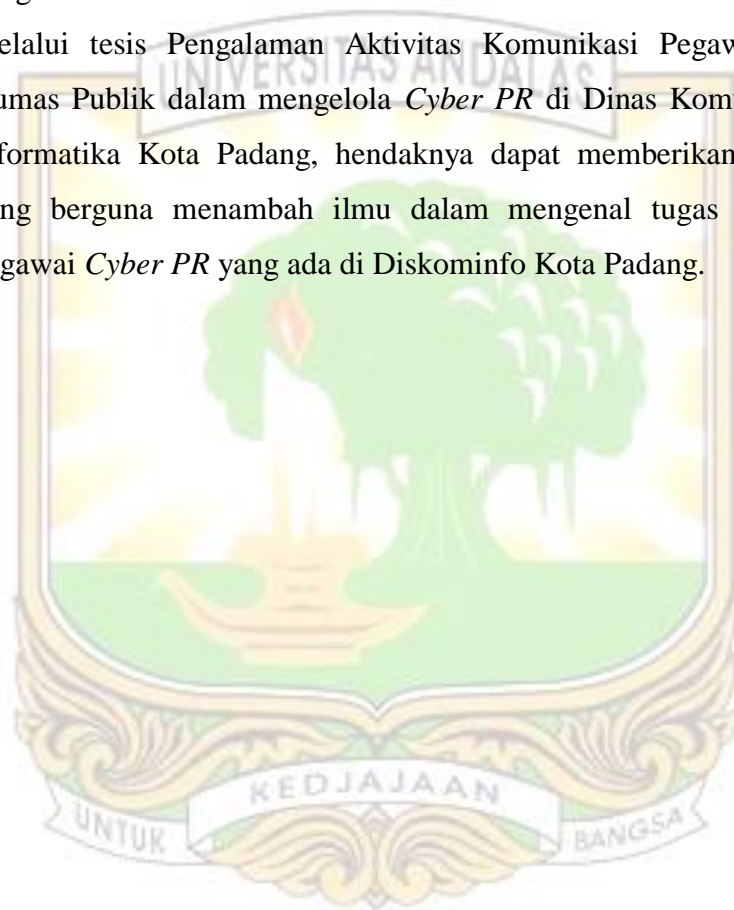 elalui tesis Pengalaman Aktivitas Komunikasi Pegaw
umas Publik dalam mengelola Cyber PR di Dinas Komu
formatika Kota Padang, hendaknya dapat memberikan
ng berguna menambah ilmu dalam mengenal tugas
gawai Cyber PR yang ada di Diskominfo Kota Padang.
UNIVERSITAS ANDALAS
KEDJAJAAN
UNTUK
BANGSA